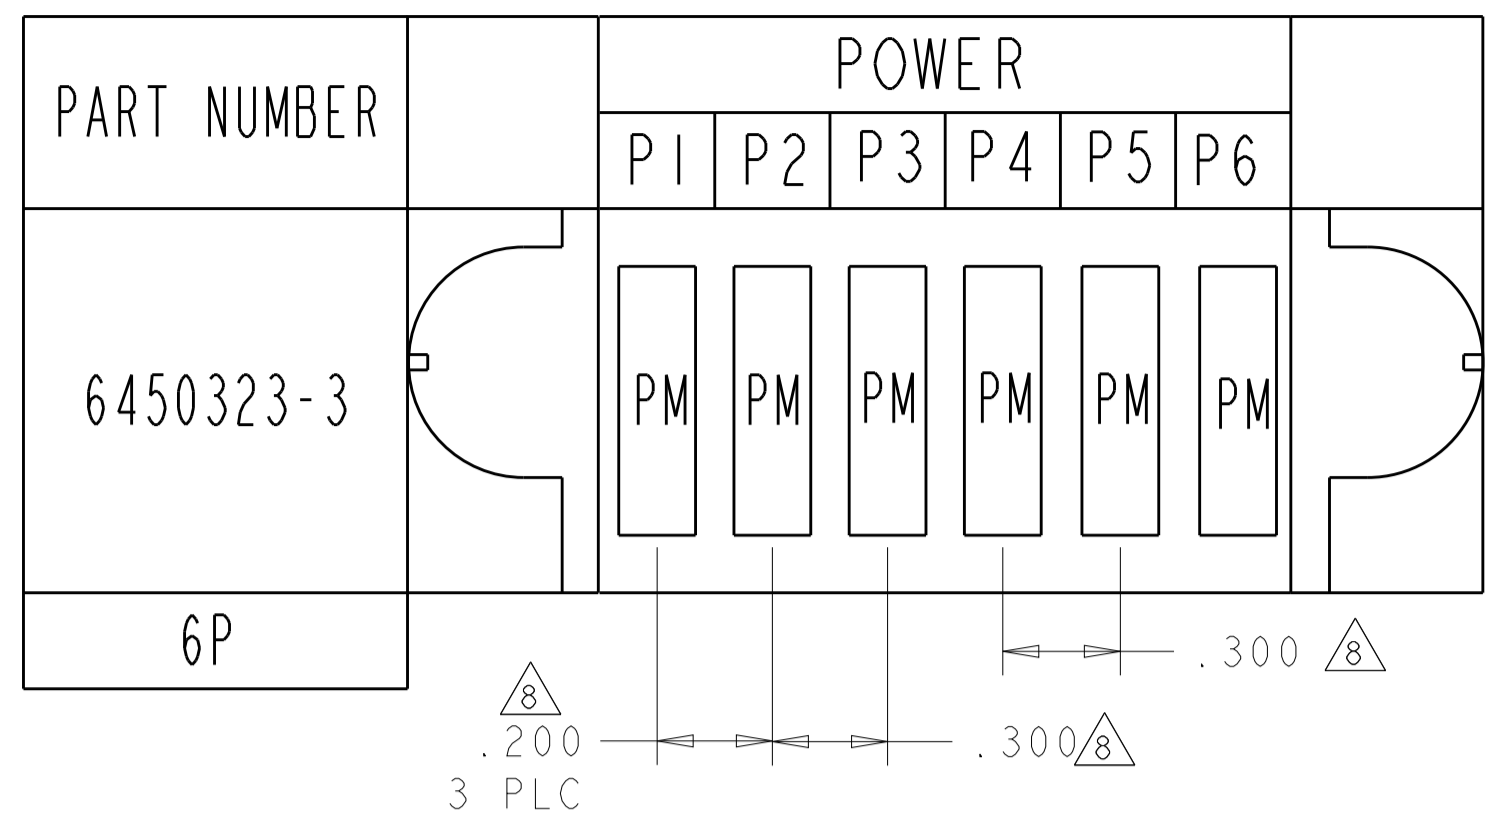 PART NUMBER
POWER
P1 P2 P3 P4 P5 P6
6450323-3
PM PM PM PM PM PM
6P
.300 8
8
.200
3 PLC
.300 8